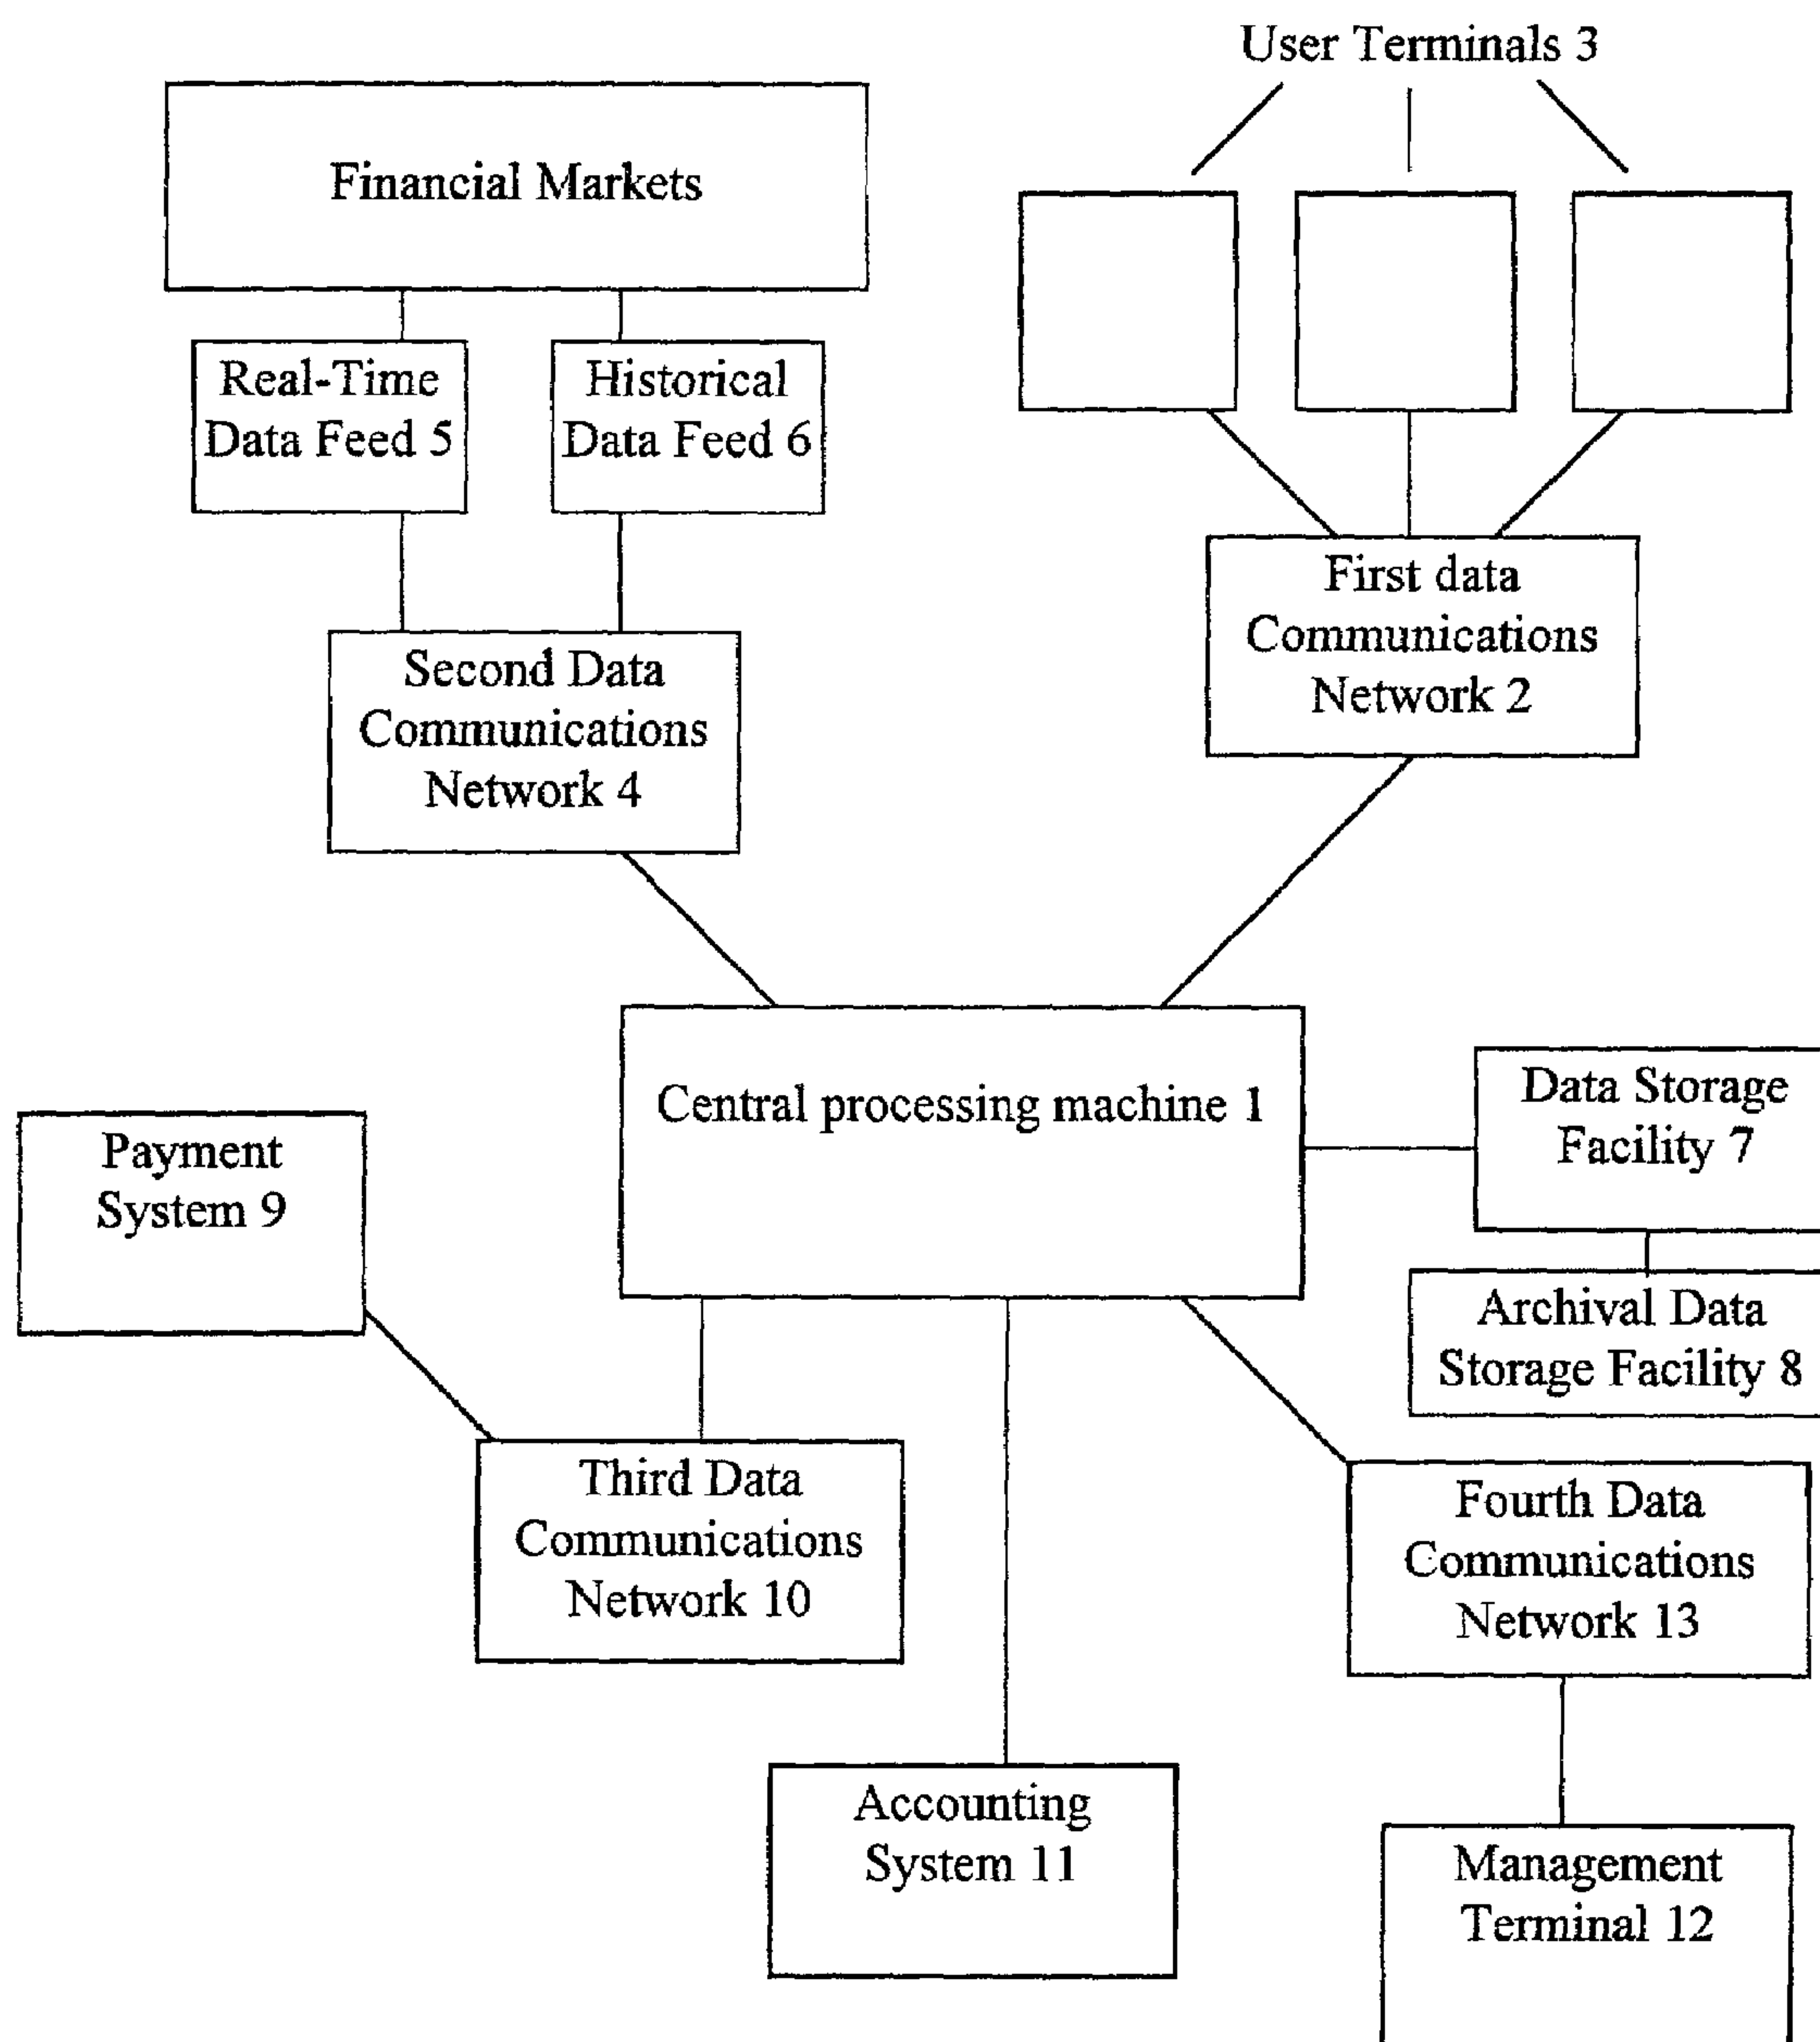 User Terminals 3
Financial Markets
Real-Time
Data Feed 5
Historical
Data Feed 6
First data
Communications
Network 2
Second Data
Communications
Network 4
Central processing machine 1
Data Storage
Facility 7
Payment
System 9
Archival Data
Storage Facility 8
Third Data
Communications
Network 10
Fourth Data
Communications
Network 13
Accounting
System 11
Management
Terminal 12